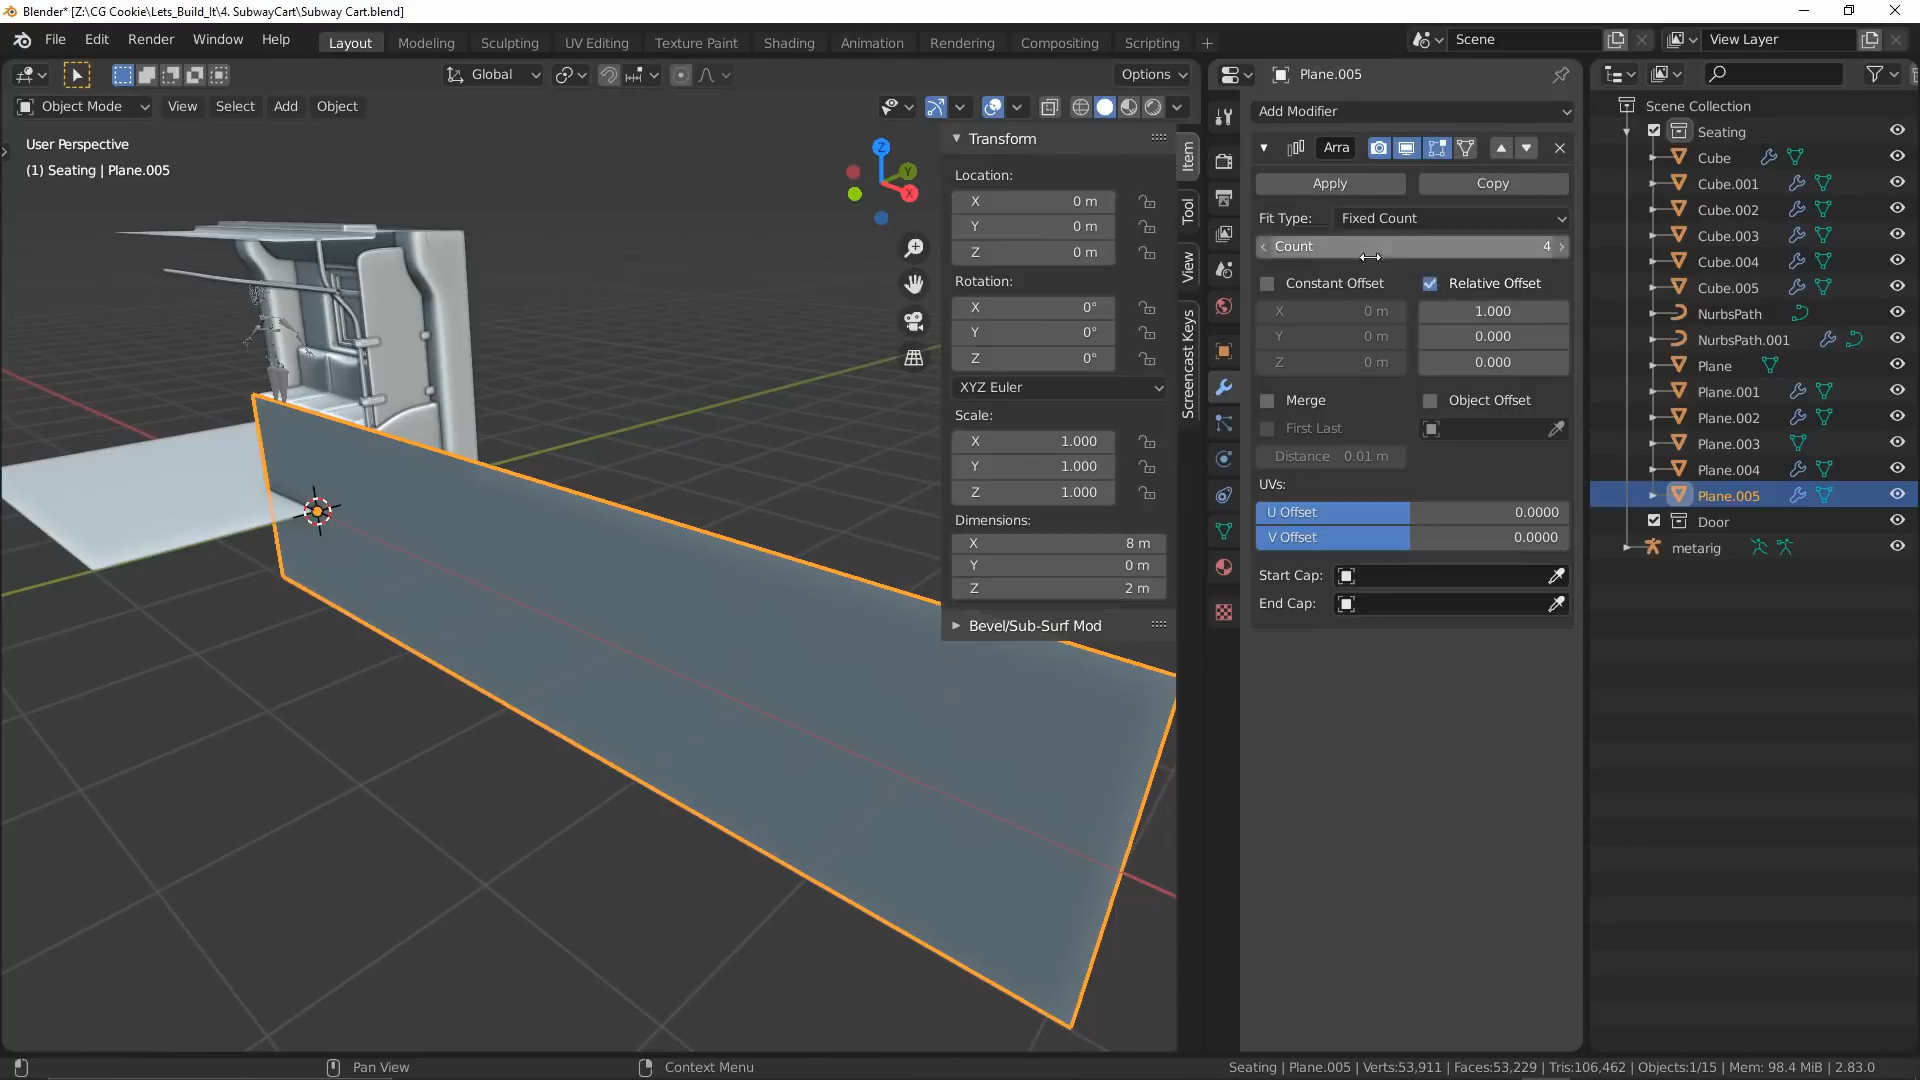 Blender* [Z:\CG Cookie\Lets_Build_It\4. SubwayCart\Subway Cart.blend]
File Edit Render Window Help
Layout Modeling Sculpting UV Editing Texture Paint Shading Animation Rendering Compositing Scripting +
Scene
View Layer
Global
Options
Object Mode View Select Add Object
User Perspective
(1) Seating | Plane.005
Z
Y
X
Transform
Location:
X 0 m
Y 0 m
Z 0 m
Rotation:
X 0°
Y 0°
Z 0°
XYZ Euler
Scale:
X 1.000
Y 1.000
Z 1.000
Dimensions:
X 8 m
Y 0 m
Z 2 m
Bevel/Sub-Surf Mod
Item
Tool
View
Screencast Keys
Plane.005
Add Modifier
Arra
Apply Copy
Fit Type: Fixed Count
Count 4
Constant Offset Relative Offset
X 0 m 1.000
Y 0 m 0.000
Z 0 m 0.000
Merge Object Offset
First Last
Distance 0.01 m
UVs:
U Offset 0.0000
V Offset 0.0000
Start Cap:
End Cap:
Scene Collection
Seating
Cube
Cube.001
Cube.002
Cube.003
Cube.004
Cube.005
NurbsPath
NurbsPath.001
Plane
Plane.001
Plane.002
Plane.003
Plane.004
Plane.005
Door
metarig
Pan View
Context Menu
Seating | Plane.005 | Verts:53,911 | Faces:53,229 | Tris:106,462 | Objects:1/15 | Mem: 98.4 MiB | 2.83.0